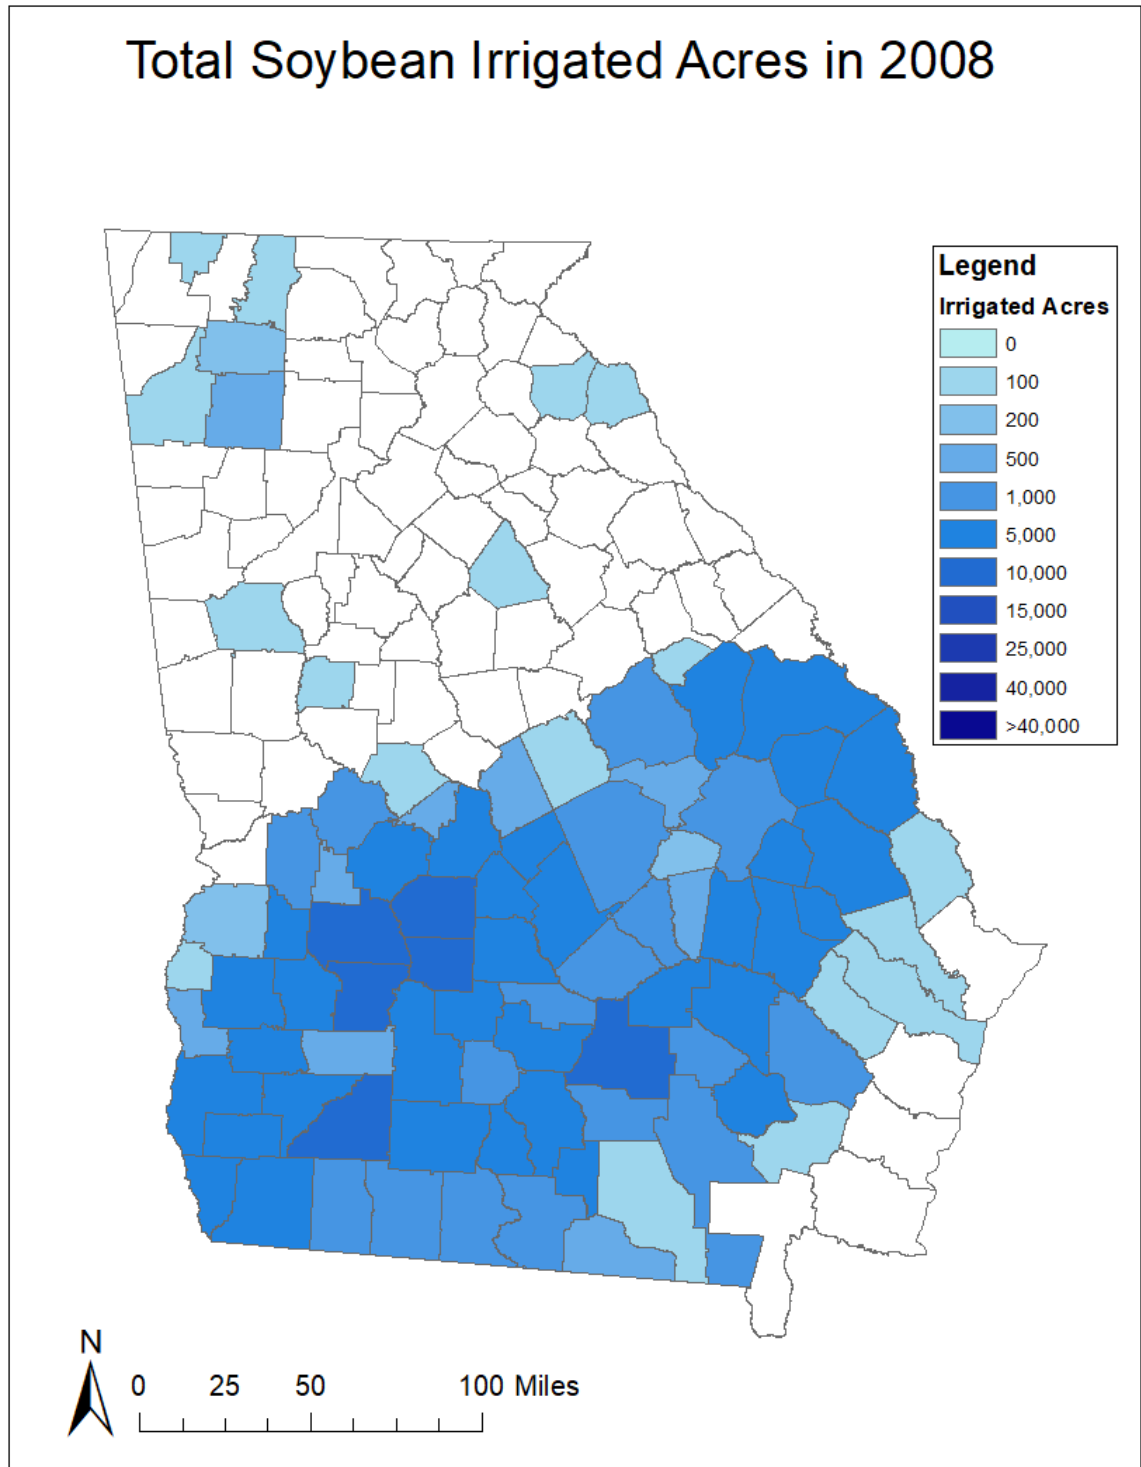 Total Soybean Irrigated Acres in 2008
Legend
Irrigated Acres
0
100
200
500
1,000
5,000
10,000
15,000
25,000
40,000
>40,000
N
0 25 50 100 Miles